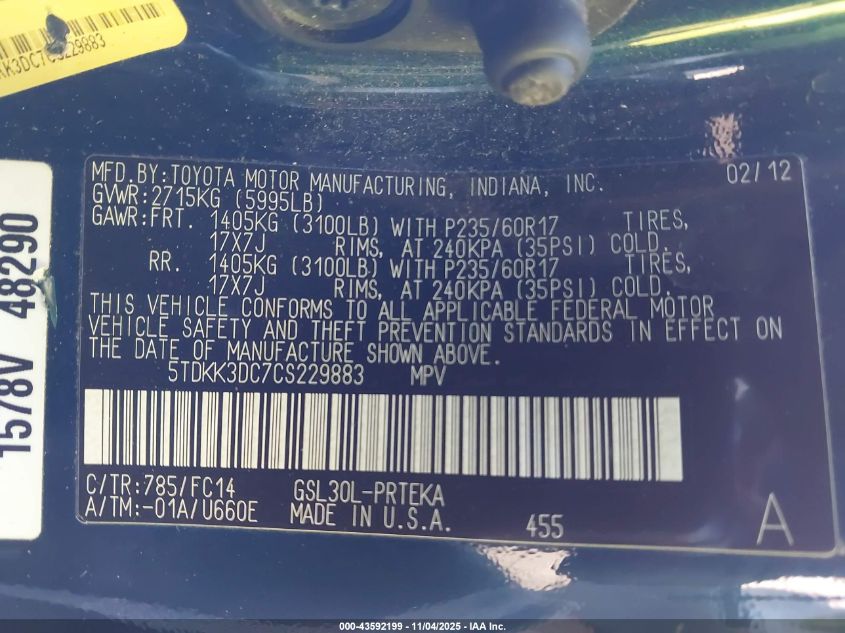 KK3DC7CS229883
1578V 48290
MFD. BY: TOYOTA MOTOR MANUFACTURING, INDIANA, INC. 02/12
GVWR: 2715KG (5995LB)
GAWR: FRT. 1405KG (3100LB) WITH P235/60R17 TIRES,
17X7J RIMS, AT 240KPA (35PSI) COLD.
RR. 1405KG (3100LB) WITH P235/60R17 TIRES,
17X7J RIMS, AT 240KPA (35PSI) COLD.
THIS VEHICLE CONFORMS TO ALL APPLICABLE FEDERAL MOTOR
VEHICLE SAFETY AND THEFT PREVENTION STANDARDS IN EFFECT ON
THE DATE OF MANUFACTURE SHOWN ABOVE.
5TDKK3DC7CS229883 MPV
C/TR: 785/FC14 GSL30L-PRTEKA
A/TM: -01A/U660E MADE IN U.S.A. 455 A
000-43592199 - 11/04/2025 - IAA Inc.